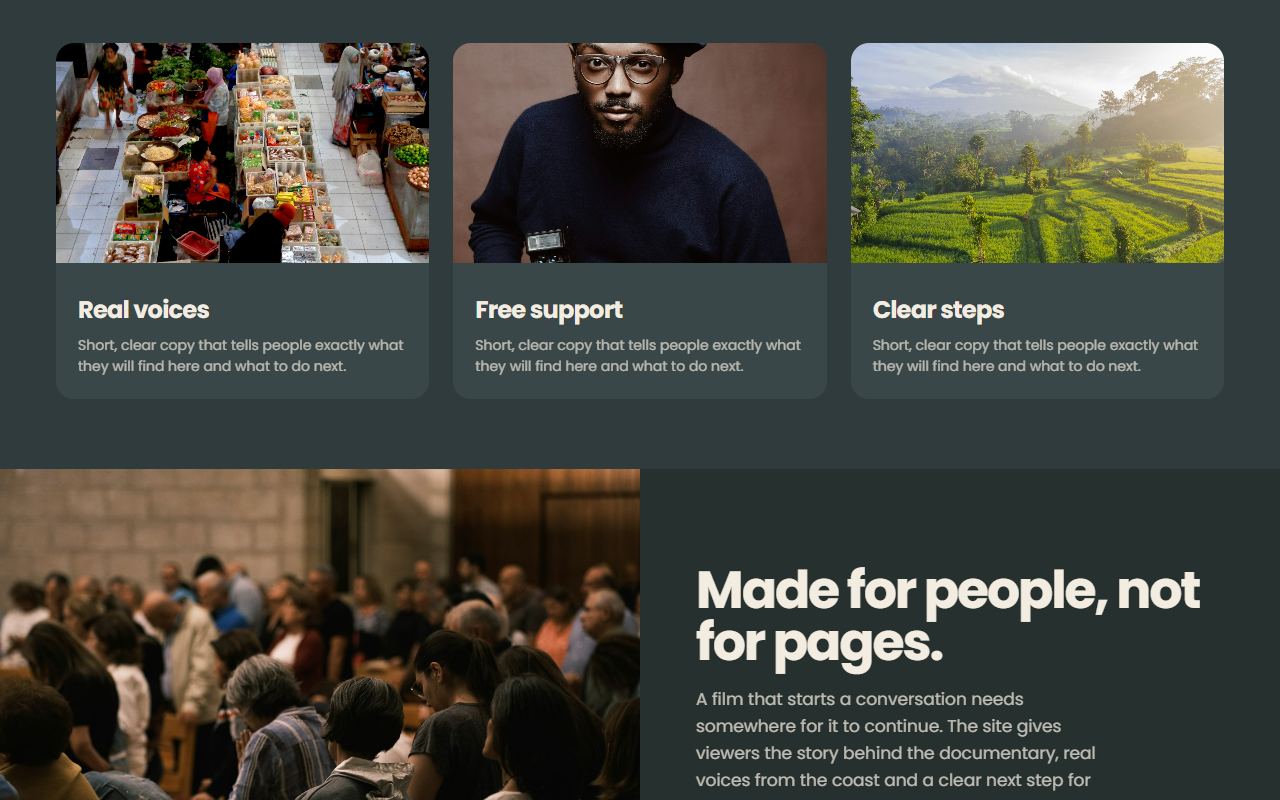 Real voices
Short, clear copy that tells people exactly what
they will find here and what to do next.
Free support
Short, clear copy that tells people exactly what
they will find here and what to do next.
Clear steps
Short, clear copy that tells people exactly what
they will find here and what to do next.
Made for people, not
for pages.
A film that starts a conversation needs
somewhere for it to continue. The site gives
viewers the story behind the documentary, real
voices from the coast and a clear next step for